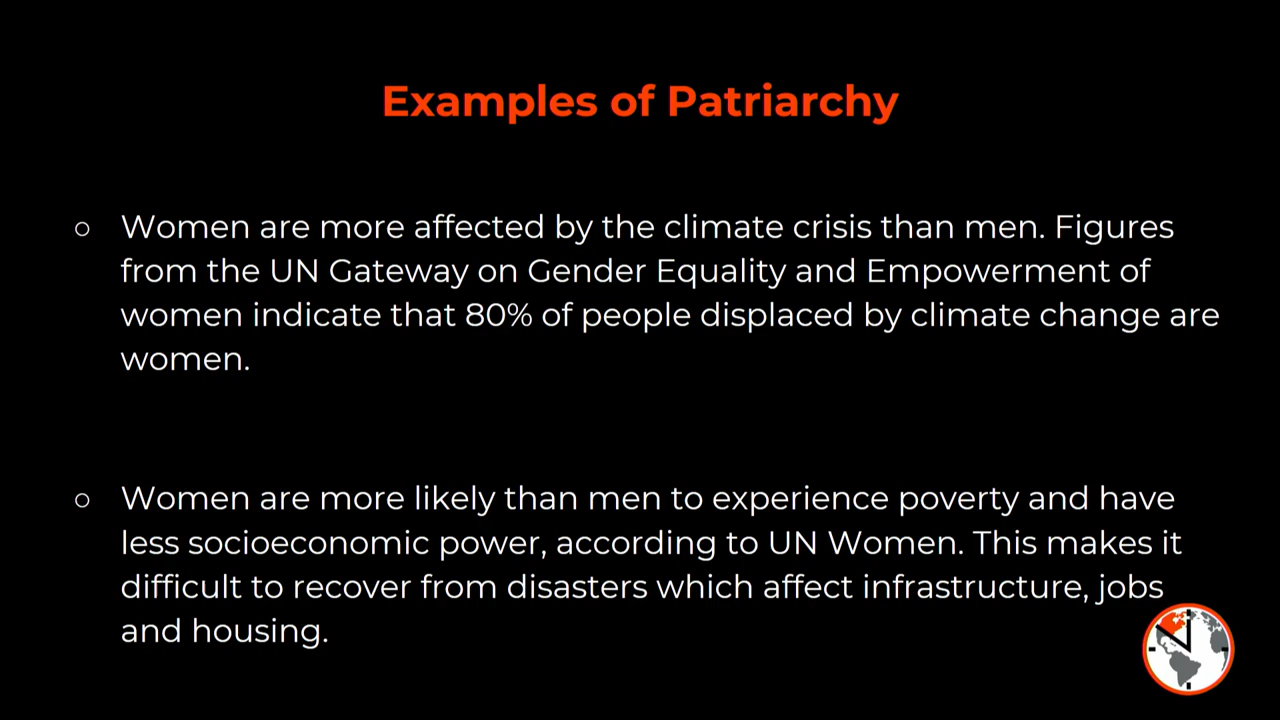 Examples of Patriarchy
○ Women are more affected by the climate crisis than men. Figures
from the UN Gateway on Gender Equality and Empowerment of
women indicate that 80% of people displaced by climate change are
women.
○ Women are more likely than men to experience poverty and have
less socioeconomic power, according to UN Women. This makes it
difficult to recover from disasters which affect infrastructure, jobs
and housing.